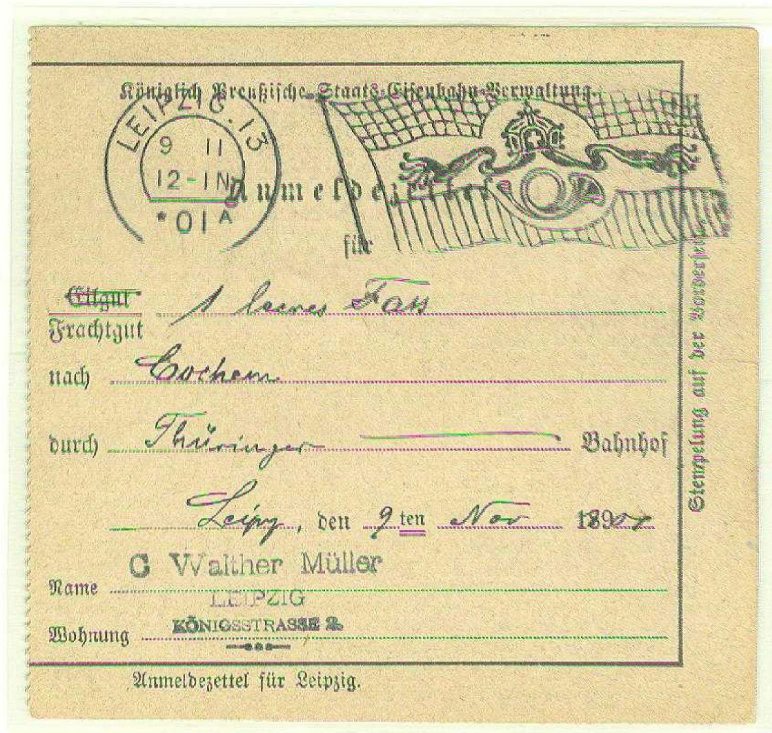 Königlich Preußische Staats-Eisenbahn-Verwaltung.
LEIPZIG.13
9 11
12-1N
*01A
Anmeldezettel
für
Eilgut
Frachtgut 1 leeres Fass
nach Cochem
durch Thüringer Bahnhof
Leipz, den 9ten Nov 1901
C Walther Müller
Name
LEIPZIG
Wohnung KÖNIGSSTRASSE 2.
Anmeldezettel für Leipzig.
Stempelung auf der Vorderseite